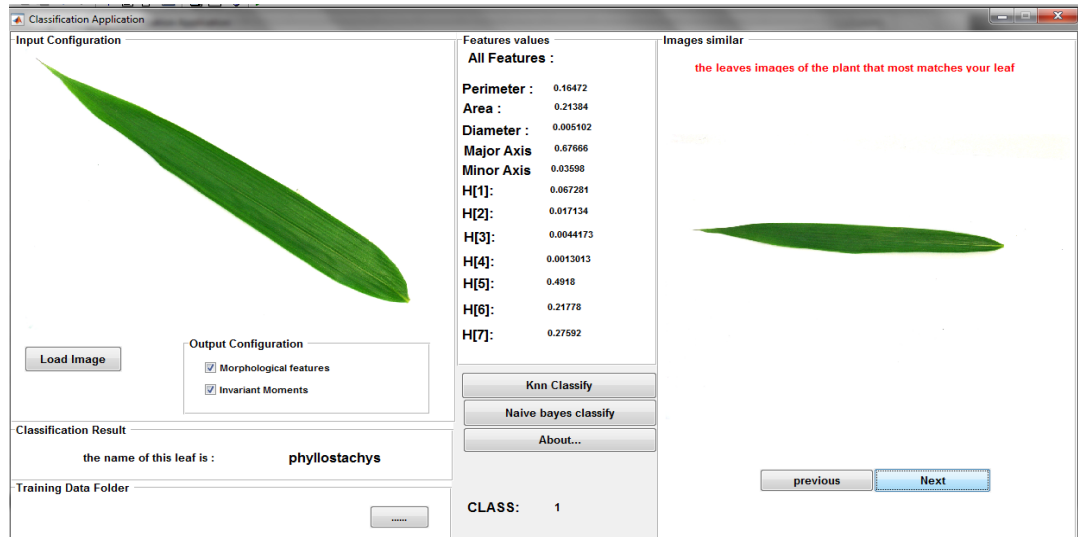 Classification Application
Input Configuration
Load Image
Output Configuration
Morphological features
Invariant Moments
Classification Result
the name of this leaf is : phyllostachys
Training Data Folder
......
Features values
All Features :
Perimeter : 0.16472
Area : 0.21384
Diameter : 0.005102
Major Axis 0.67666
Minor Axis 0.03598
H[1]: 0.067281
H[2]: 0.017134
H[3]: 0.0044173
H[4]: 0.0013013
H[5]: 0.4918
H[6]: 0.21778
H[7]: 0.27592
Knn Classify
Naive bayes classify
About...
CLASS: 1
Images similar
the leaves images of the plant that most matches your leaf
previous
Next